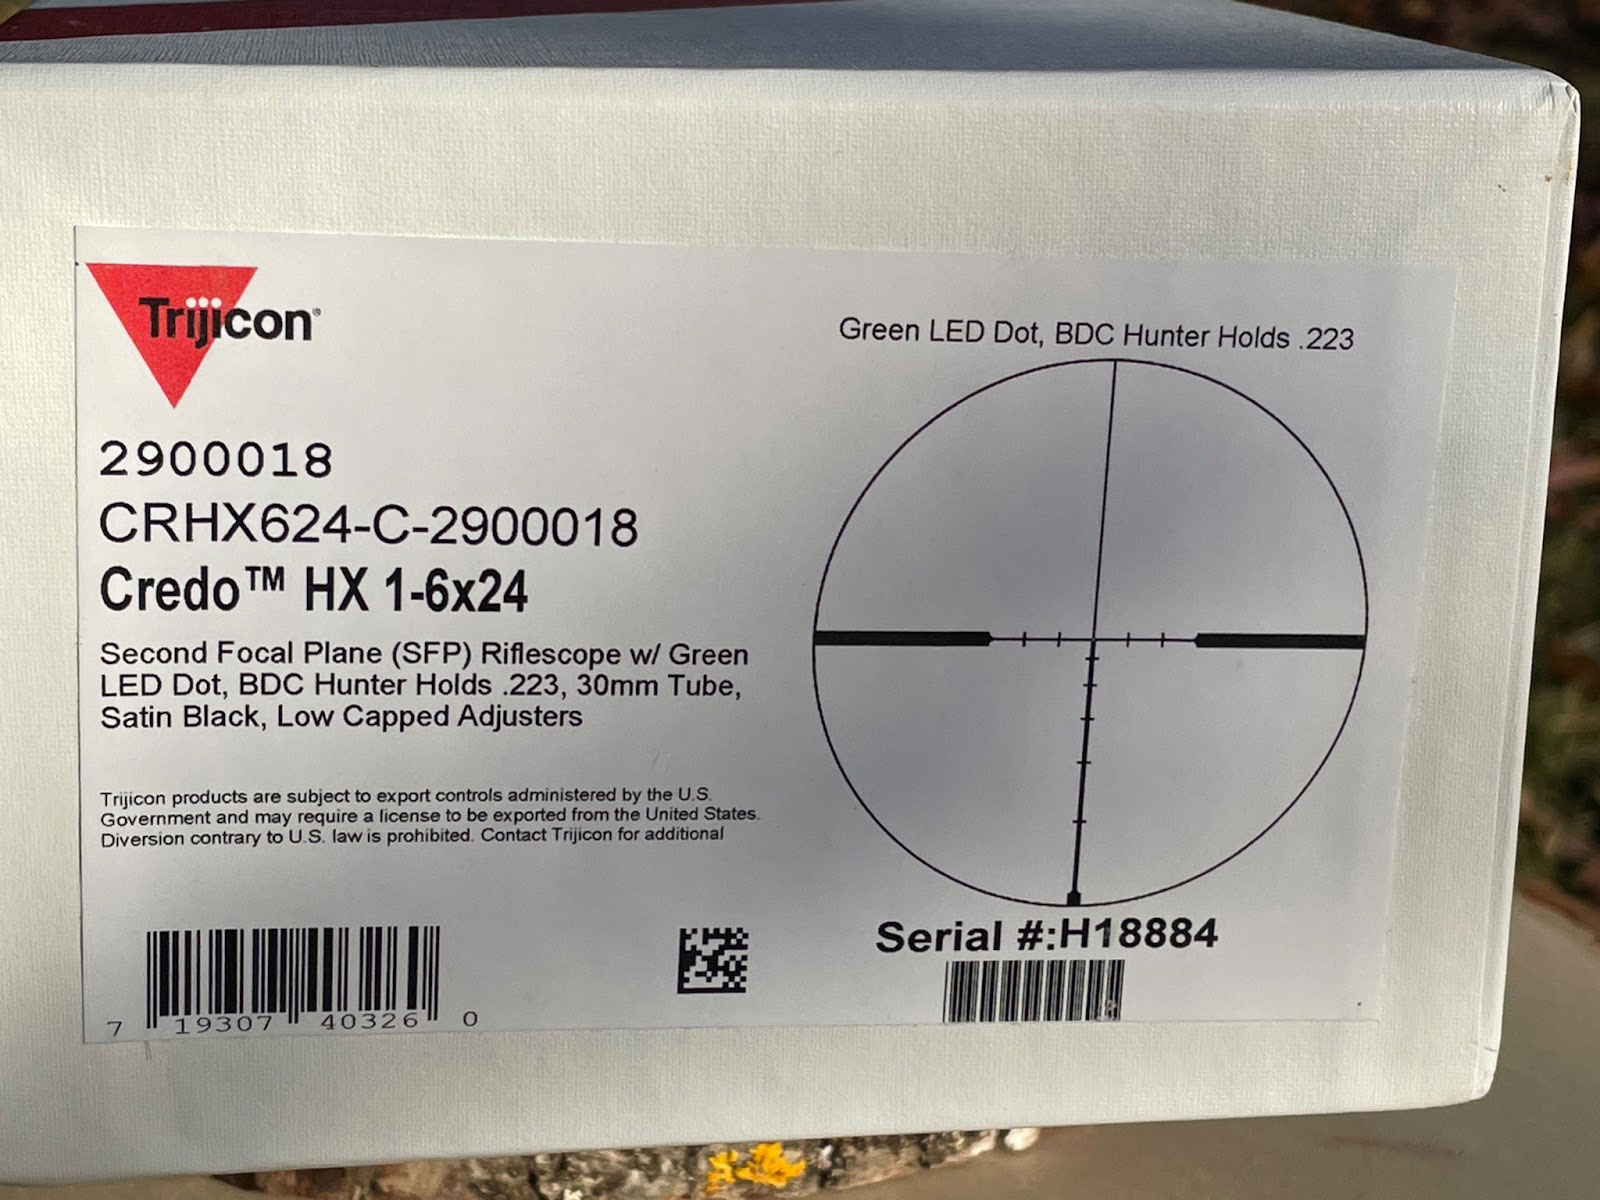 Trijicon®
2900018
CRHX624-C-2900018
Credo™ HX 1-6x24
Second Focal Plane (SFP) Riflescope w/ Green
LED Dot, BDC Hunter Holds .223, 30mm Tube,
Satin Black, Low Capped Adjusters
Trijicon products are subject to export controls administered by the U.S.
Government and may require a license to be exported from the United States.
Diversion contrary to U.S. law is prohibited. Contact Trijicon for additional
7 19307 40326 0
Green LED Dot, BDC Hunter Holds .223
Serial #:H18884